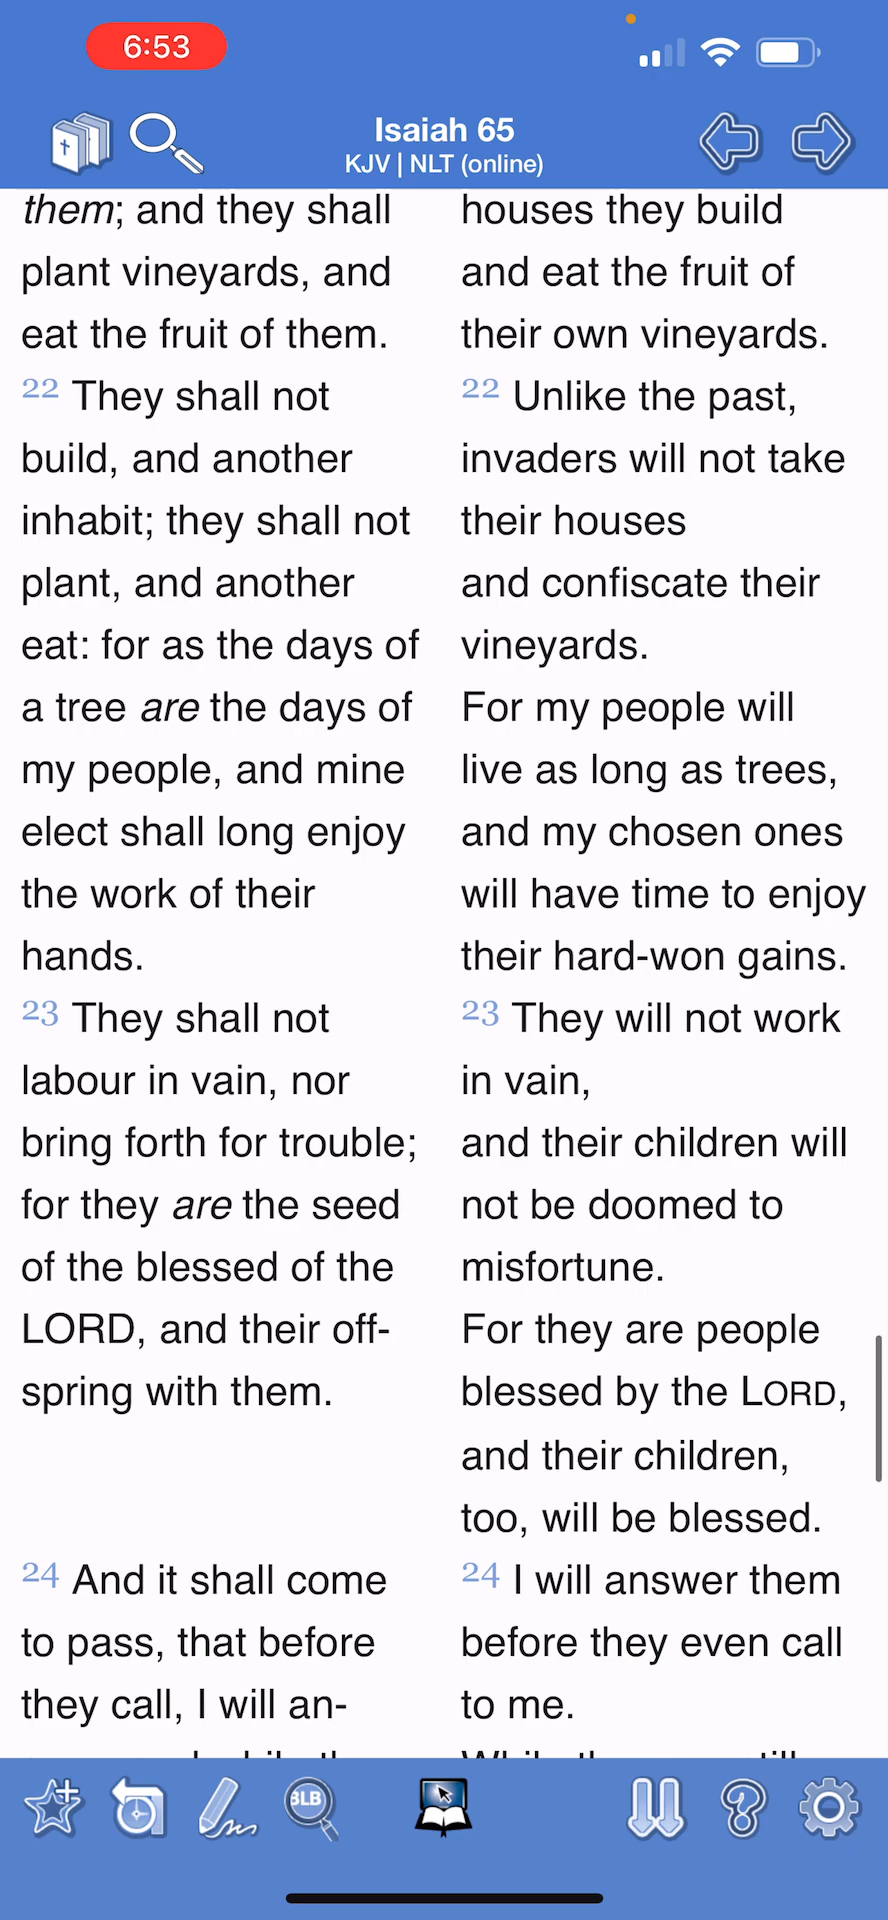 6:53
Isaiah 65
KJV | NLT (online)
them; and they shall
plant vineyards, and
eat the fruit of them.
22 They shall not
build, and another
inhabit; they shall not
plant, and another
eat: for as the days of
a tree are the days of
my people, and mine
elect shall long enjoy
the work of their
hands.
23 They shall not
labour in vain, nor
bring forth for trouble;
for they are the seed
of the blessed of the
LORD, and their off-
spring with them.
24 And it shall come
to pass, that before
they call, I will an-
houses they build
and eat the fruit of
their own vineyards.
22 Unlike the past,
invaders will not take
their houses
and confiscate their
vineyards.
For my people will
live as long as trees,
and my chosen ones
will have time to enjoy
their hard-won gains.
23 They will not work
in vain,
and their children will
not be doomed to
misfortune.
For they are people
blessed by the LORD,
and their children,
too, will be blessed.
24 I will answer them
before they even call
to me.
BLB